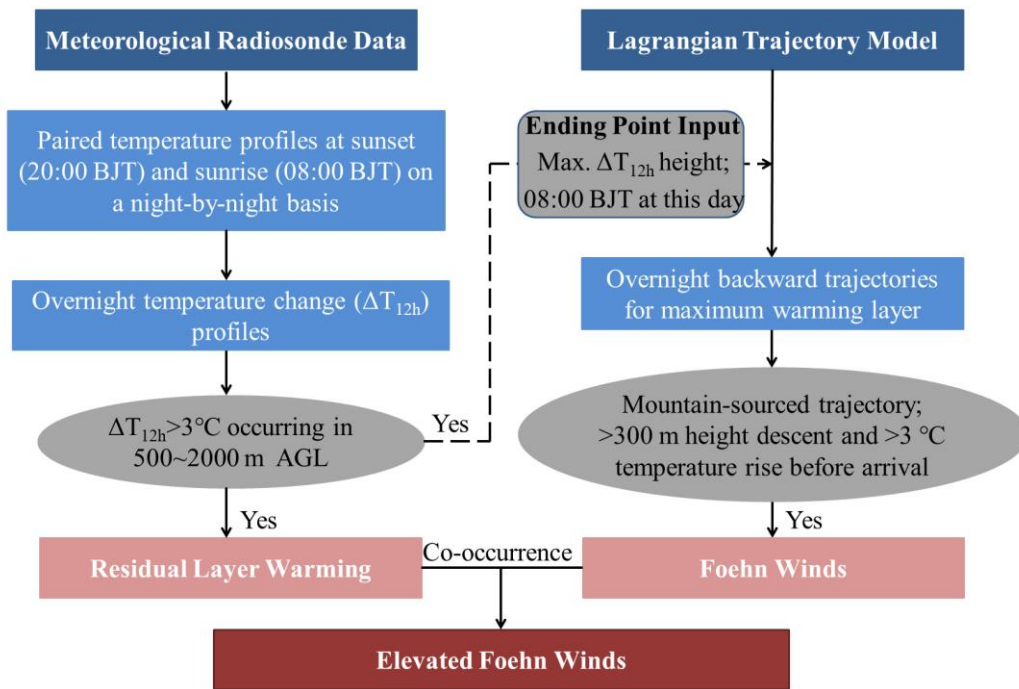 Meteorological Radiosonde Data
Lagrangian Trajectory Model
Paired temperature profiles at sunset
(20:00 BJT) and sunrise (08:00 BJT) on
a night-by-night basis
Ending Point Input
Max. ΔT₁₂ₕ height;
08:00 BJT at this day
Overnight temperature change (ΔT₁₂ₕ)
profiles
Overnight backward trajectories
for maximum warming layer
ΔT₁₂ₕ>3℃ occurring in
500~2000 m AGL
Yes
Mountain-sourced trajectory;
>300 m height descent and >3 ℃
temperature rise before arrival
Yes
Yes
Residual Layer Warming
Co-occurrence
Foehn Winds
Elevated Foehn Winds